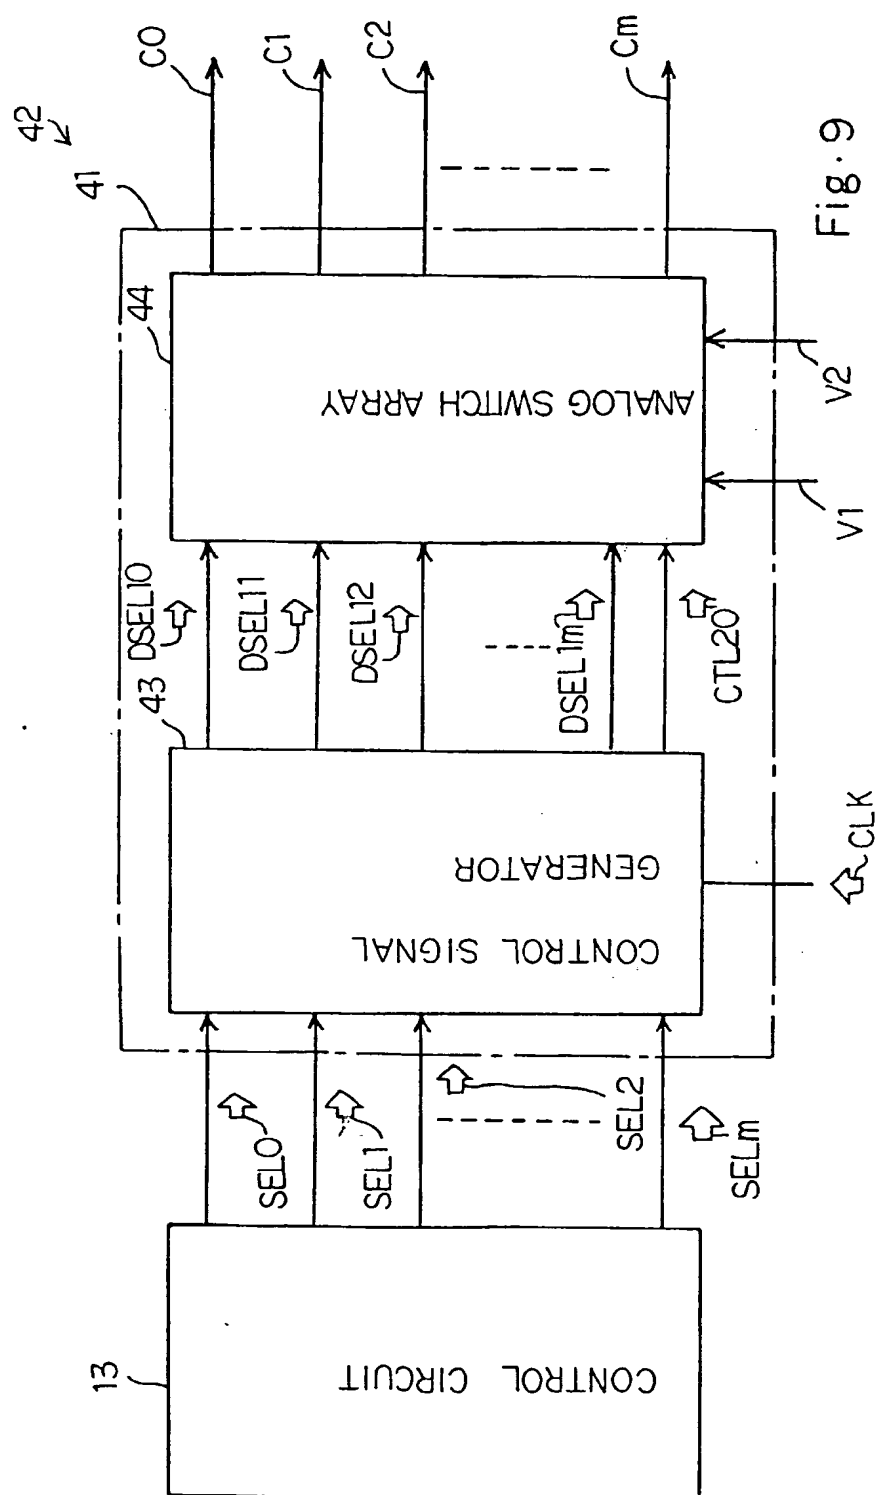 42
41
C0
C1
C2
Cm
44
ANALOG SWITCH ARRAY
V1
V2
DSEL10
DSEL11
DSEL12
DSEL1m
CTL20
43
CONTROL SIGNAL
GENERATOR
CLK
SEL0
SEL1
SEL2
SELm
13
CONTROL CIRCUIT
Fig. 9